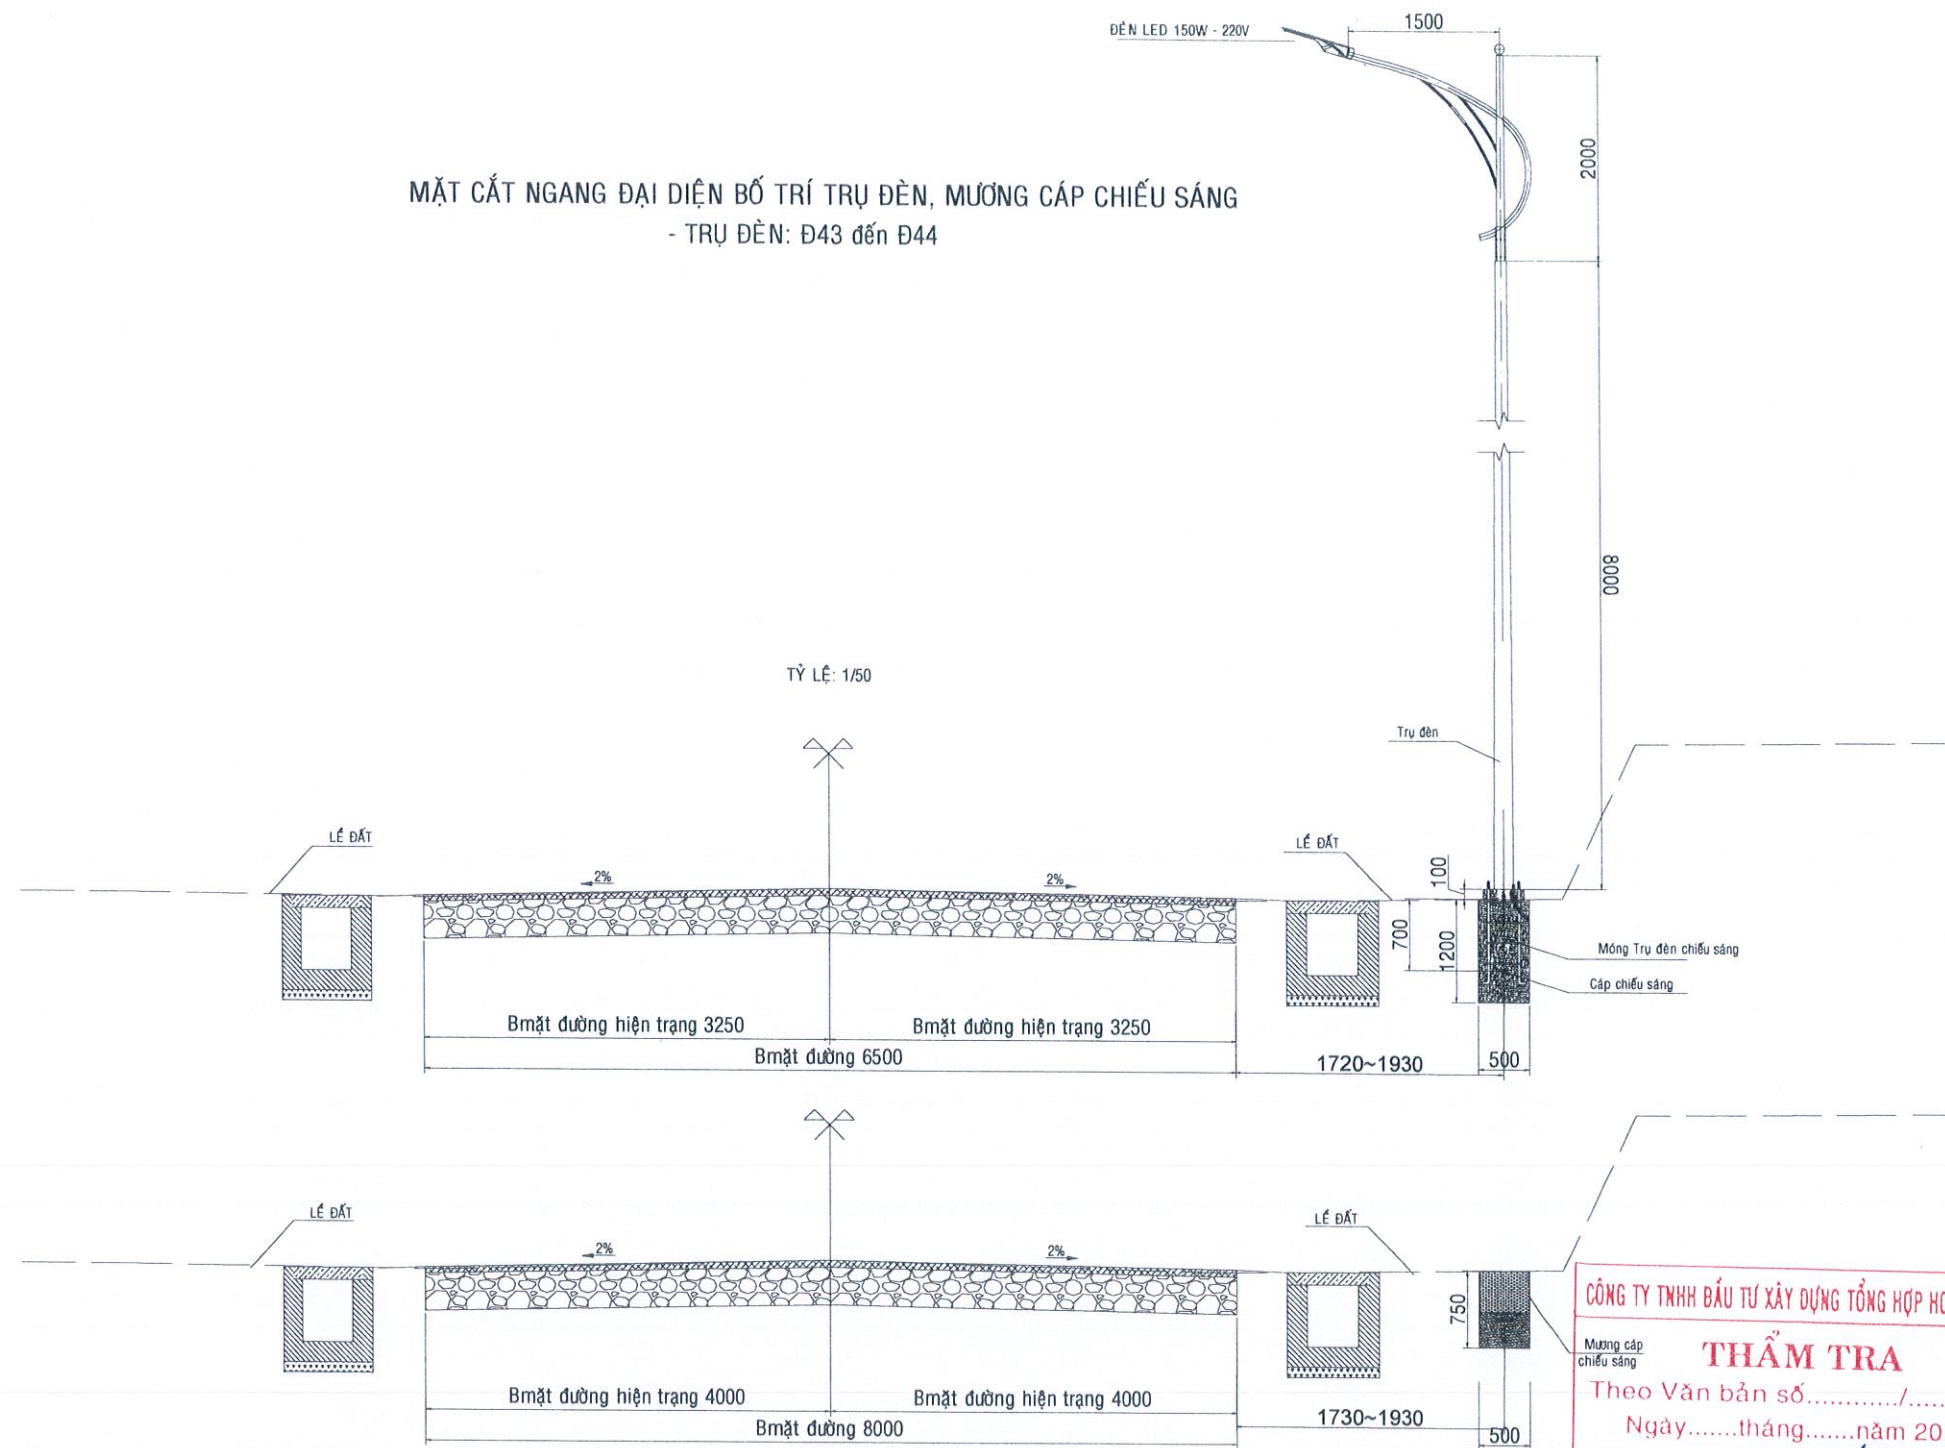 ĐÈN LED 150W - 220V
1500
2000
MẶT CẮT NGANG ĐẠI DIỆN BỐ TRÍ TRỤ ĐÈN, MƯƠNG CÁP CHIẾU SÁNG
- TRỤ ĐÈN: Đ43 đến Đ44
8000
TỶ LỆ: 1/50
Trụ đèn
LỀ ĐẤT
2%
2%
LỀ ĐẤT
100
700
1200
Móng Trụ đèn chiếu sáng
Cáp chiếu sáng
Bmặt đường hiện trạng 3250
Bmặt đường hiện trạng 3250
Bmặt đường 6500
1720~1930
500
LỀ ĐẤT
2%
2%
LỀ ĐẤT
750
Mương cáp
chiếu sáng
Bmặt đường hiện trạng 4000
Bmặt đường hiện trạng 4000
Bmặt đường 8000
1730~1930
500
CÔNG TY TNHH ĐẦU TƯ XÂY DỰNG TỔNG HỢP
THẨM TRA
Theo Văn bản số............/......
Ngày.......tháng.......năm 20